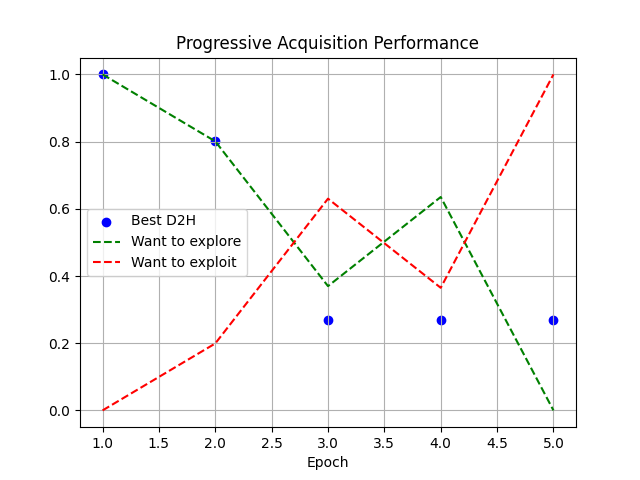 Progressive Acquisition Performance
1.0
0.8
0.6
0.4
0.2
0.0
Best D2H
Want to explore
Want to exploit
1.0 1.5 2.0 2.5 3.0 3.5 4.0 4.5 5.0
Epoch